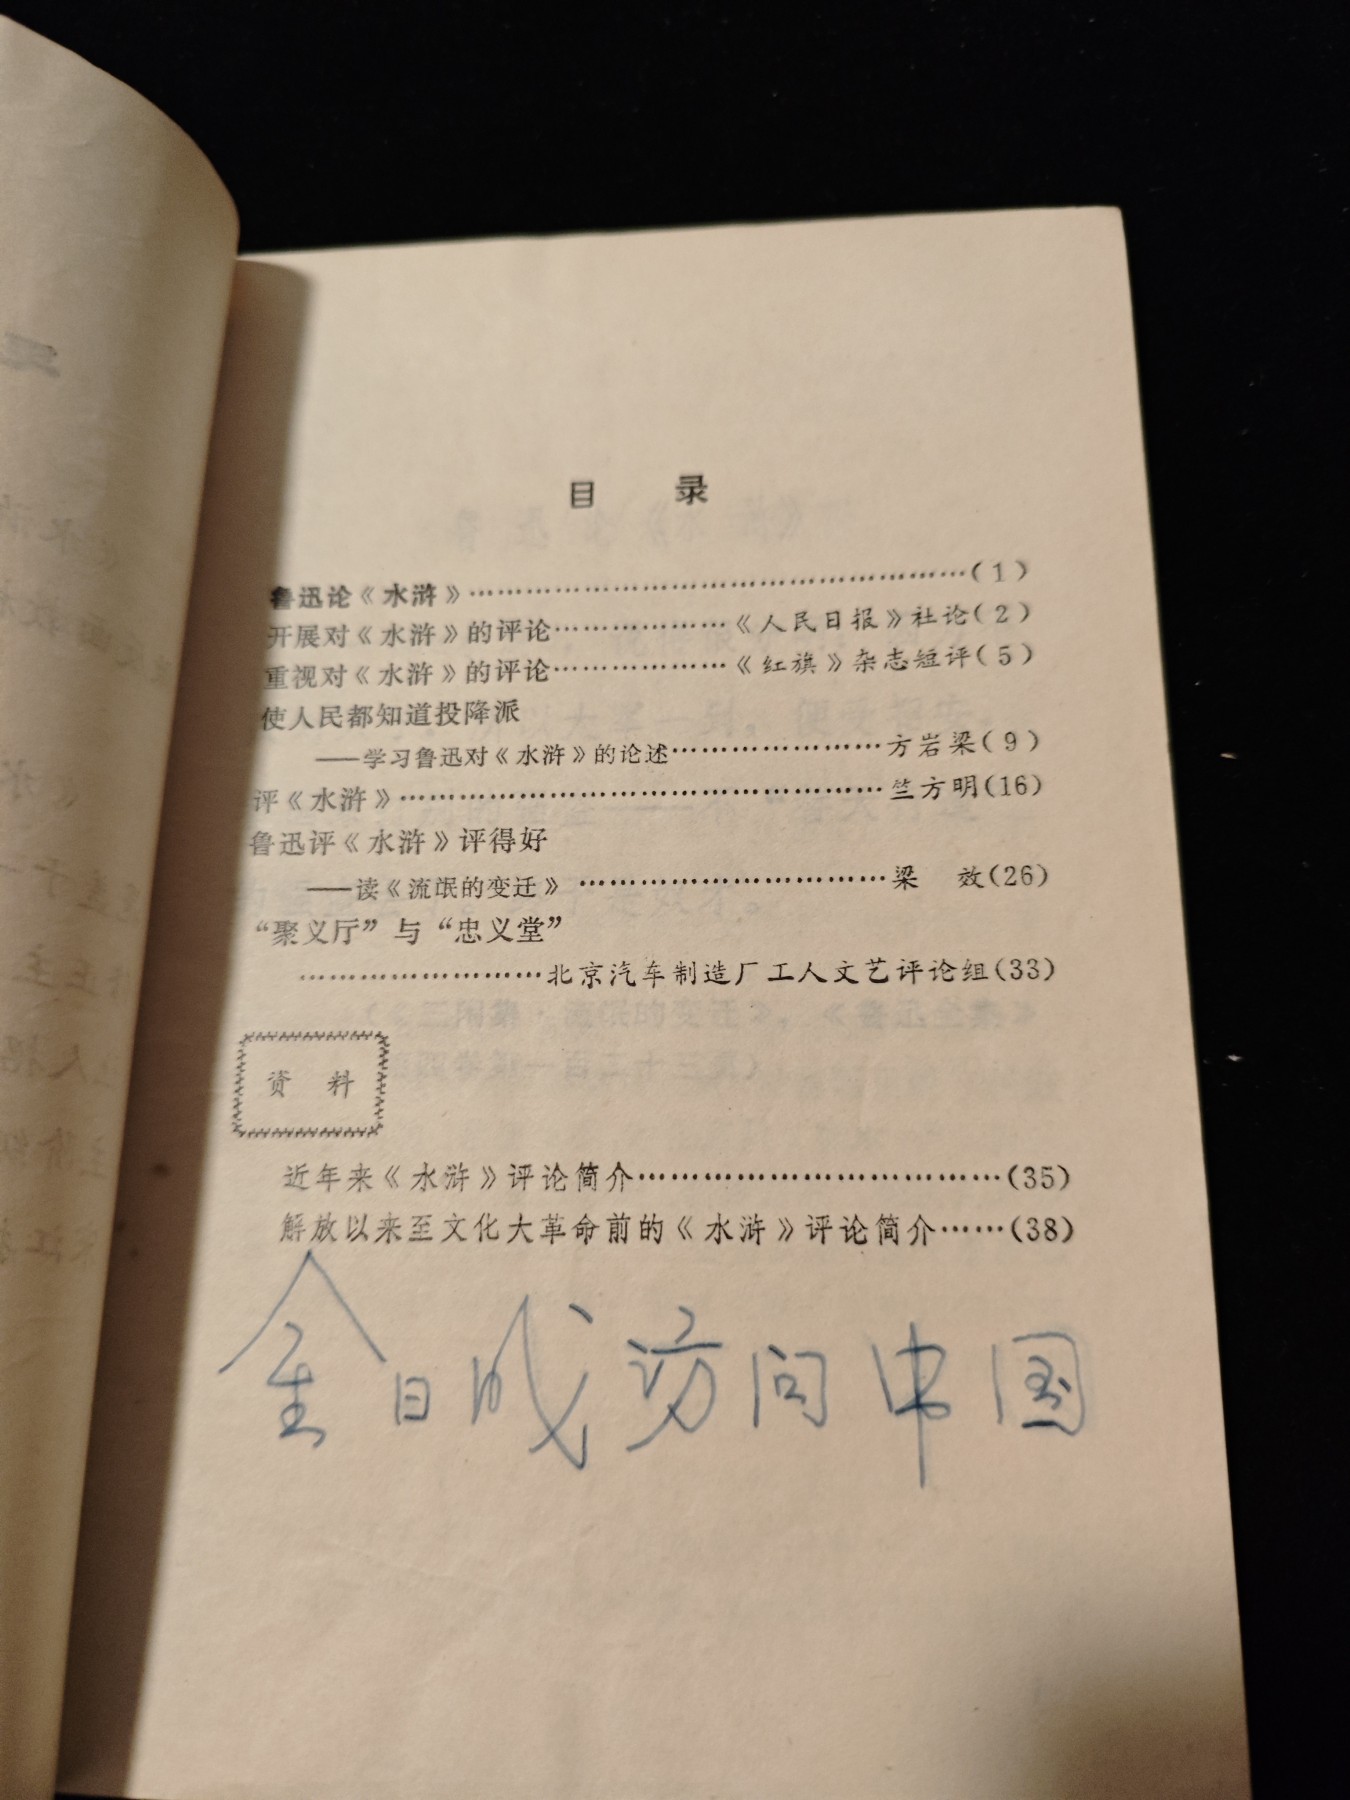 目　录
鲁迅论《水浒》…………………………………………………(1)
开展对《水浒》的评论………………《人民日报》社论(2)
重视对《水浒》的评论………………《红旗》杂志短评(5)
使人民都知道投降派
——学习鲁迅对《水浒》的论述…………………方岩梁(9)
评《水浒》……………………………………………竺方明(16)
鲁迅评《水浒》评得好
——读《流氓的变迁》……………………………梁　效(26)
“聚义厅”与“忠义堂”
……………………北京汽车制造厂工人文艺评论组(33)
资　料
近年来《水浒》评论简介………………………………(35)
解放以来至文化大革命前的《水浒》评论简介……(38)
金日成访问中国